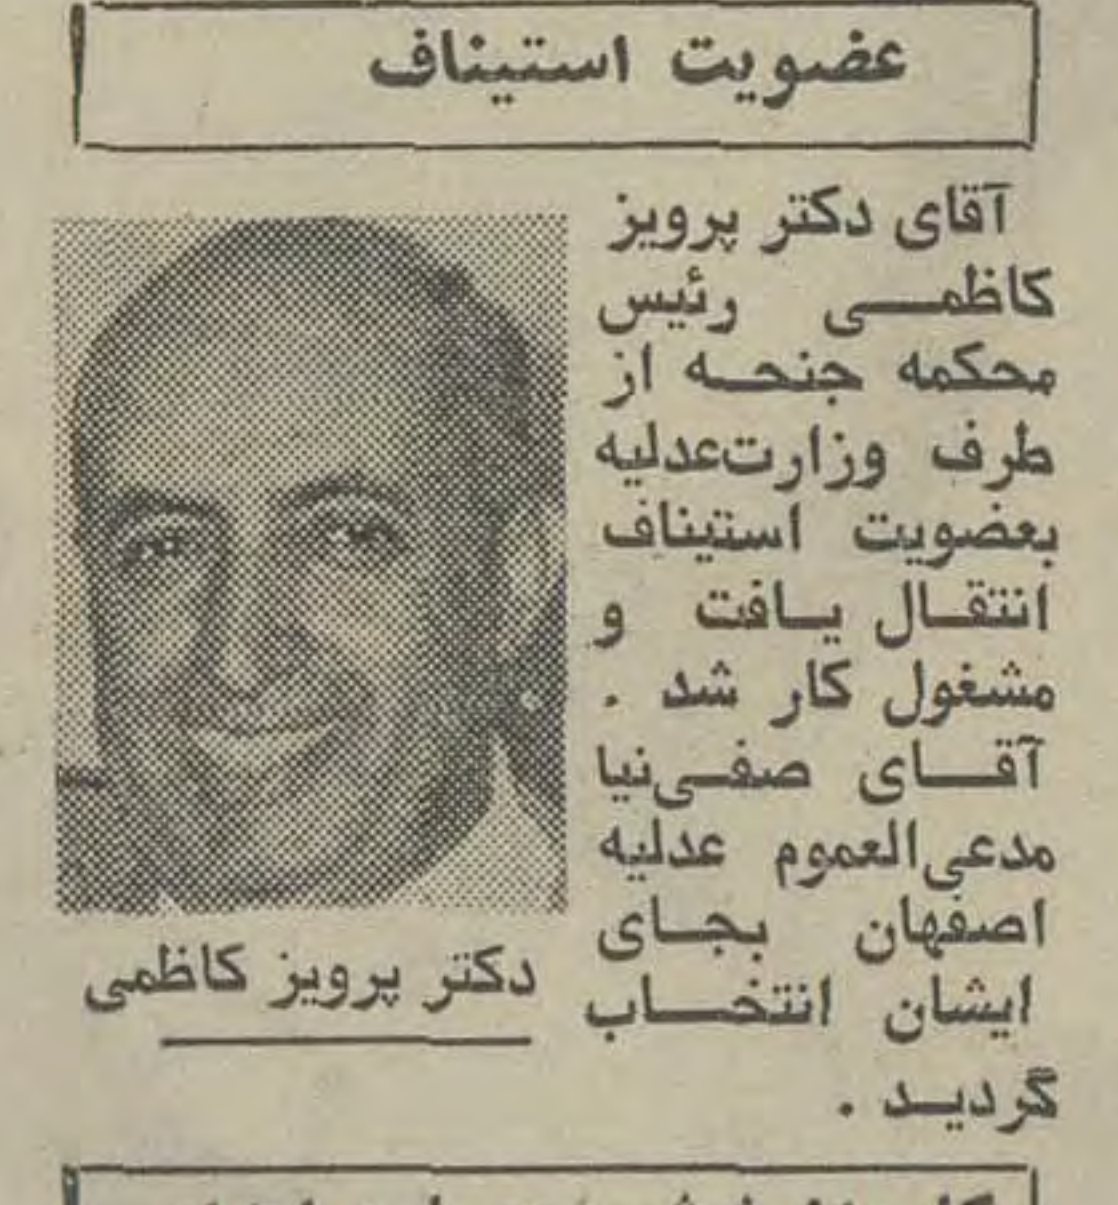 عضویت استیناف
آقای دکتر پرویز
کاظمی رئیس
محکمه جنحه از
طرف وزارت‌عدلیه
بعضویت استیناف
انتقال یافت و
مشغول کار شد .
آقای صفی‌نیا
مدعی‌العموم عدلیه
اصفهان بجای
ایشان انتخاب
گردید .
دکتر پرویز کاظمی